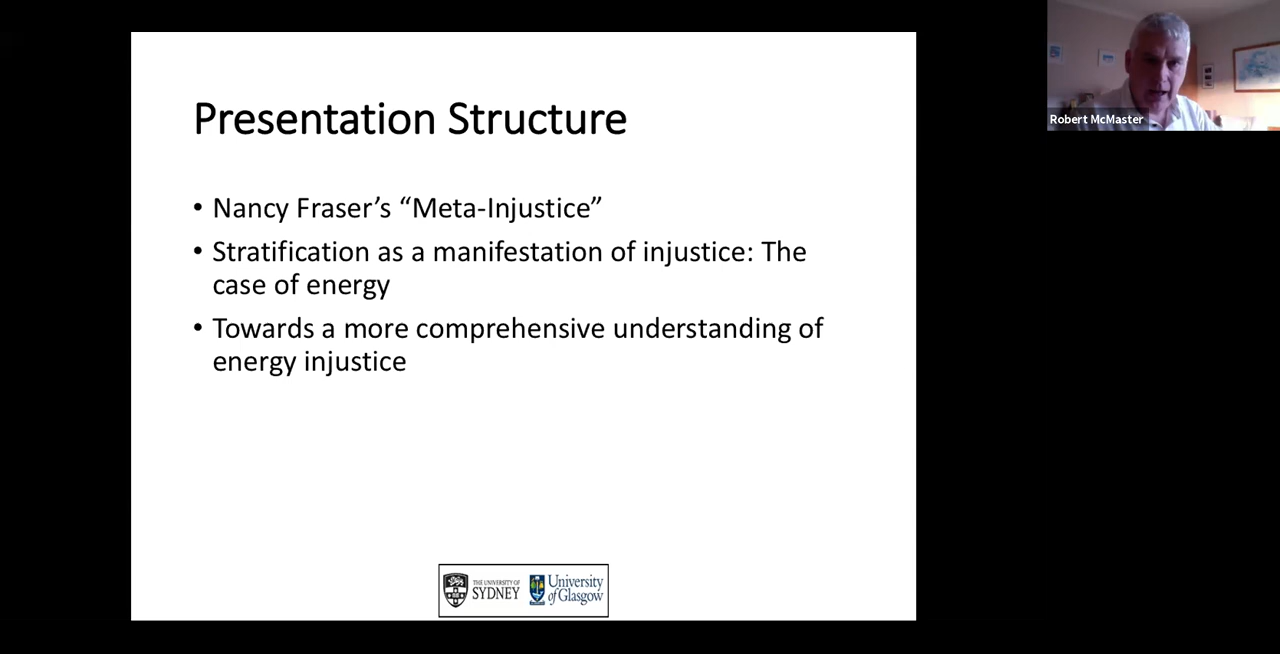 Presentation Structure
• Nancy Fraser’s “Meta-Injustice”
• Stratification as a manifestation of injustice: The
case of energy
• Towards a more comprehensive understanding of
energy injustice
THE UNIVERSITY OF
SYDNEY
University
of Glasgow
Robert McMaster